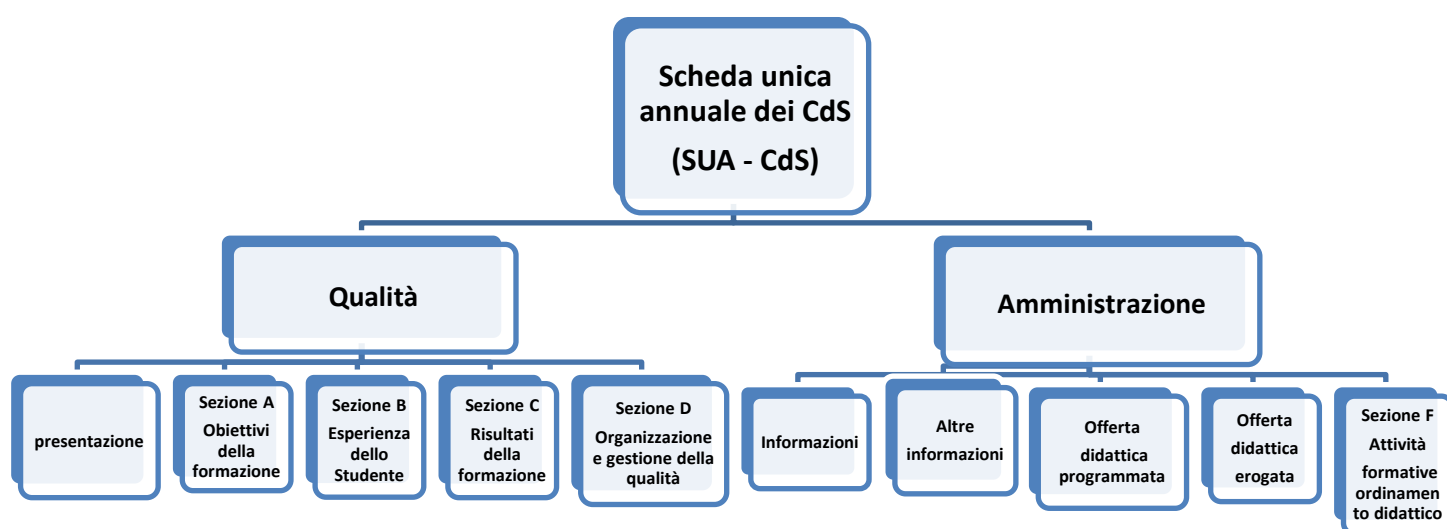 Scheda unica
annuale dei CdS
(SUA - CdS)
Qualità
Amministrazione
presentazione
Sezione A
Obiettivi
della
formazione
Sezione B
Esperienza
dello
Studente
Sezione C
Risultati
della
formazione
Sezione D
Organizzazione
e gestione della
qualità
Informazioni
Altre
informazioni
Offerta
didattica
programmata
Offerta
didattica
erogata
Sezione F
Attività
formative
ordinamen
to didattico